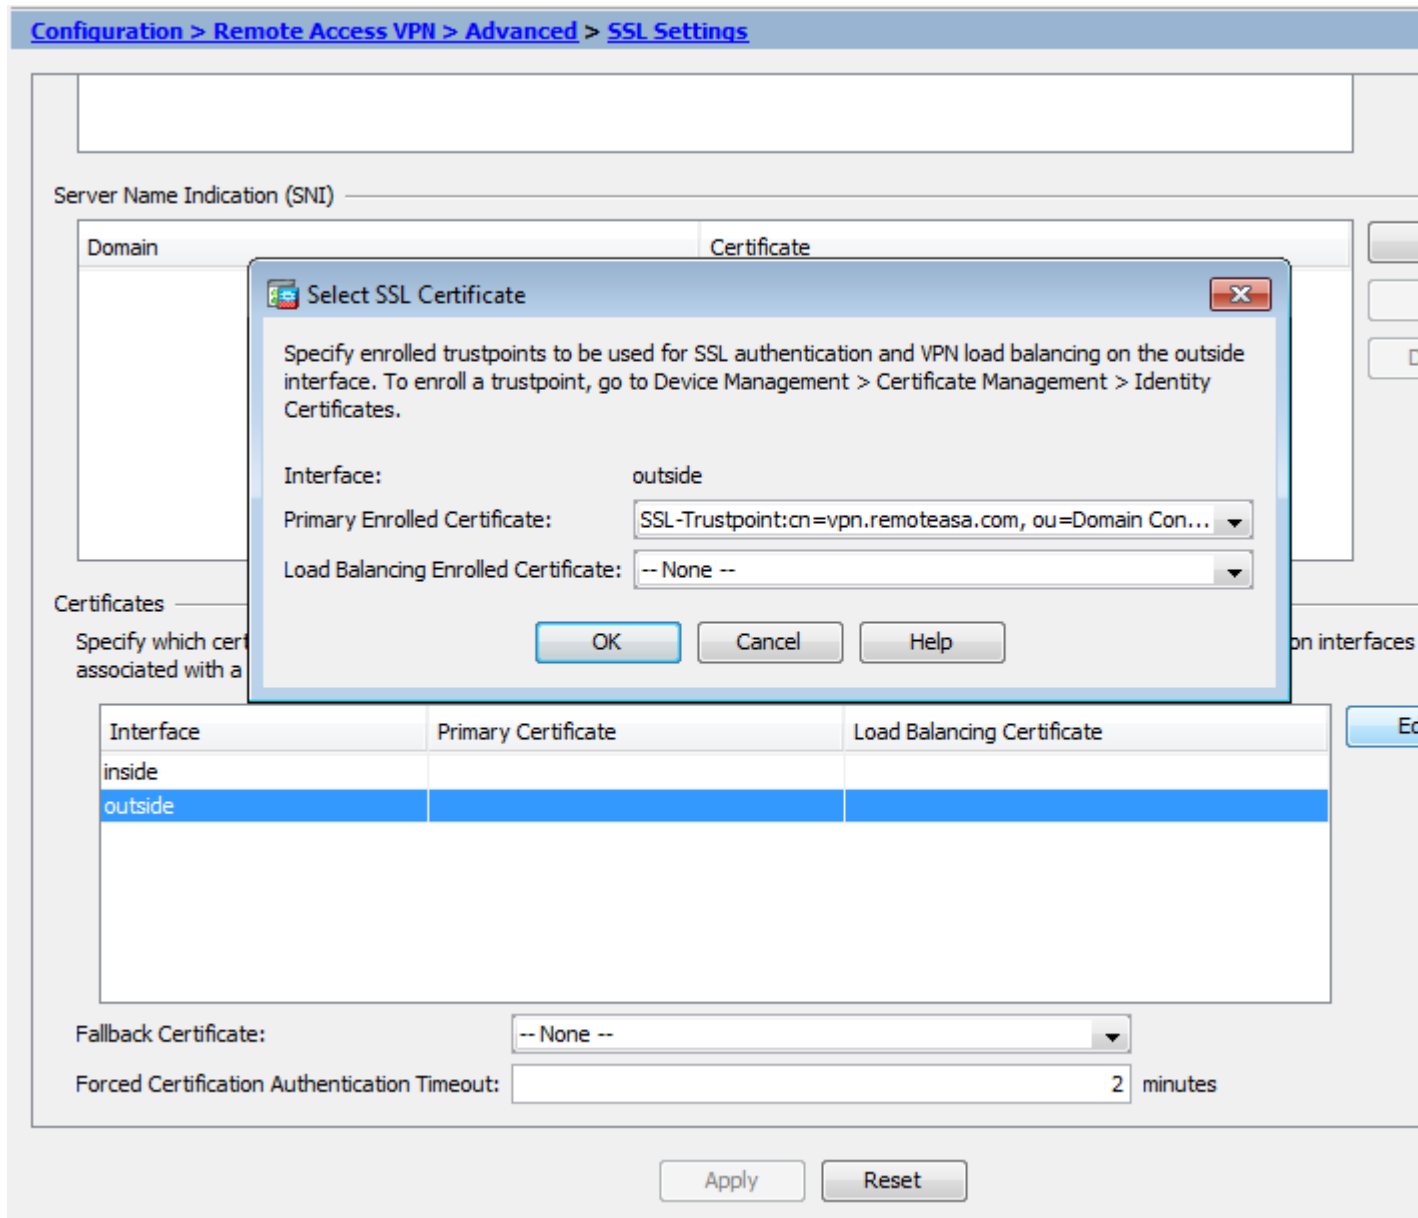 Configuration > Remote Access VPN > Advanced > SSL Settings
Server Name Indication (SNI)
Domain
Certificate
Select SSL Certificate
Specify enrolled trustpoints to be used for SSL authentication and VPN load balancing on the outside
interface. To enroll a trustpoint, go to Device Management > Certificate Management > Identity
Certificates.
Interface: outside
Primary Enrolled Certificate: SSL-Trustpoint:cn=vpn.remoteasa.com, ou=Domain Con...
Load Balancing Enrolled Certificate: -- None --
OK Cancel Help
Certificates
Specify which cert on interfaces
associated with a
Interface Primary Certificate Load Balancing Certificate
inside
outside
Fallback Certificate: -- None --
Forced Certification Authentication Timeout: 2 minutes
Apply Reset